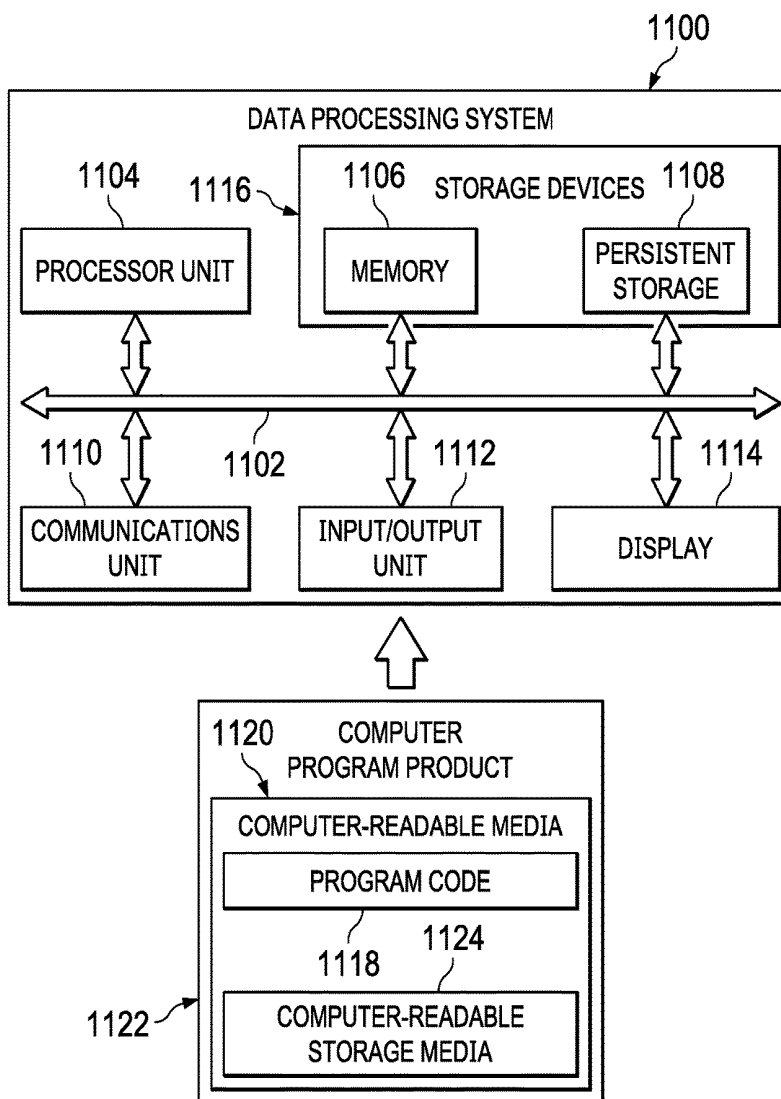 1100
DATA PROCESSING SYSTEM
1104
1116
1106
STORAGE DEVICES
1108
PROCESSOR UNIT
MEMORY
PERSISTENT
STORAGE
1110
1102
1112
1114
COMMUNICATIONS
UNIT
INPUT/OUTPUT
UNIT
DISPLAY
1120
COMPUTER
PROGRAM PRODUCT
COMPUTER-READABLE MEDIA
PROGRAM CODE
1118
1124
1122
COMPUTER-READABLE
STORAGE MEDIA